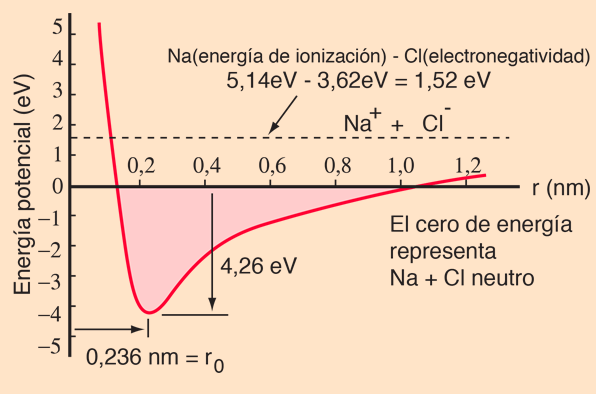 Energía potencial (eV)
5
4
3
2
1
0
–1
–2
–3
–4
–5
Na(energía de ionización) - Cl(electronegatividad)
5,14eV - 3,62eV = 1,52 eV
Na+ + Cl-
0,2 0,4 0,6 0,8 1.0 1,2
r (nm)
El cero de energía
representa
Na + Cl neutro
4,26 eV
0,236 nm = r0